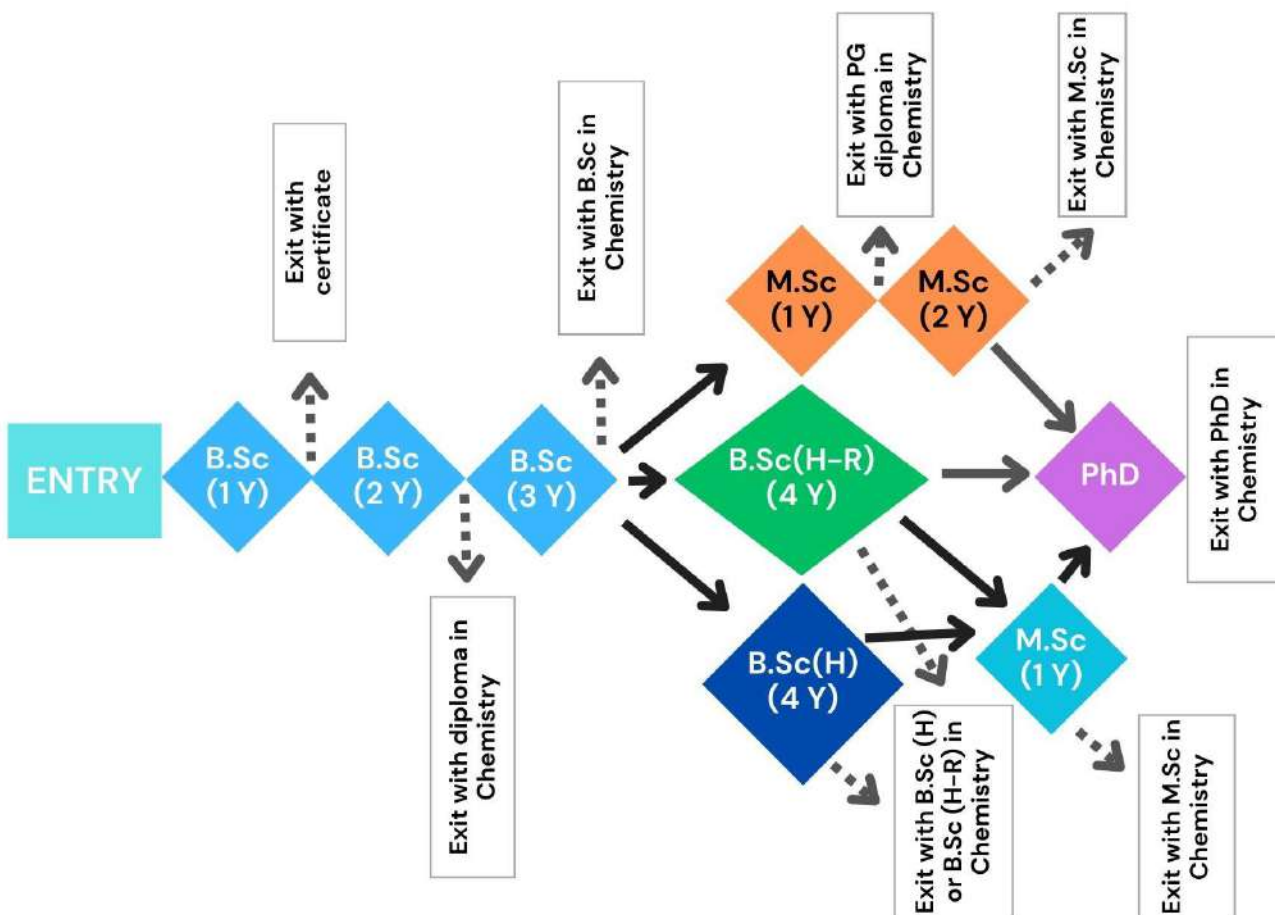 Exit with
certificate
Exit with B.Sc in
Chemistry
Exit with PG
diploma in
Chemistry
Exit with M.Sc in
Chemistry
M.Sc
(1 Y)
M.Sc
(2 Y)
ENTRY
B.Sc
(1 Y)
B.Sc
(2 Y)
B.Sc
(3 Y)
B.Sc(H-R)
(4 Y)
PhD
Exit with PhD in
Chemistry
Exit with diploma in
Chemistry
B.Sc(H)
(4 Y)
M.Sc
(1 Y)
Exit with B.Sc (H)
or B.Sc (H-R) in
Chemistry
Exit with M.Sc in
Chemistry